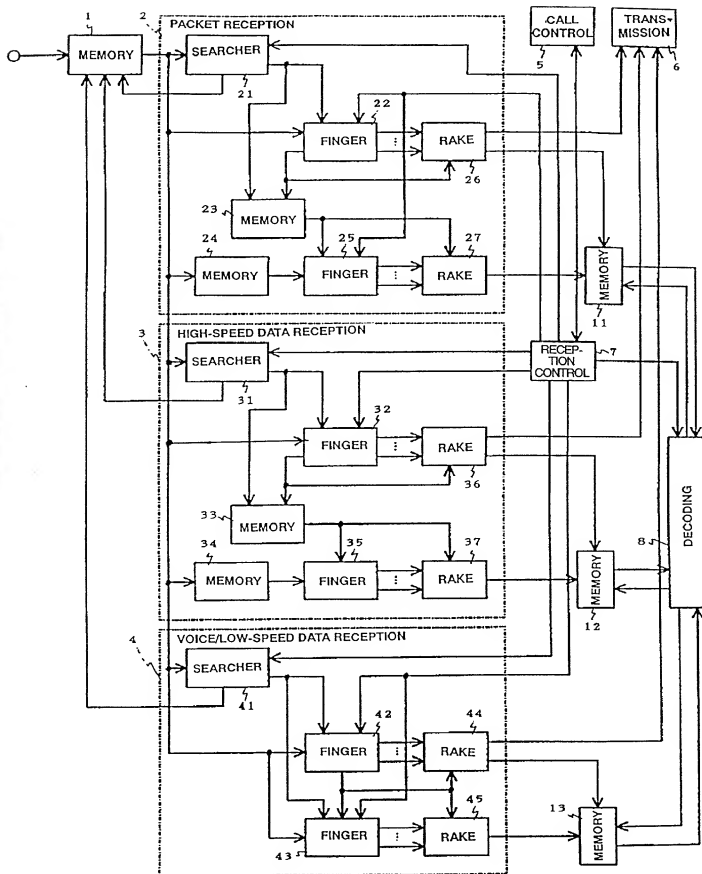 1
MEMORY
2
PACKET RECEPTION
SEARCHER
21
CALL
CONTROL
5
TRANS-
MISSION
6
22
FINGER
RAKE
26
23
MEMORY
24
MEMORY
25
FINGER
27
RAKE
MEMORY
11
3
HIGH-SPEED DATA RECEPTION
SEARCHER
31
RECEP-
TION
CONTROL
7
32
FINGER
RAKE
36
33
MEMORY
34
MEMORY
35
FINGER
37
RAKE
MEMORY
12
8
DECODING
4
VOICE/LOW-SPEED DATA RECEPTION
SEARCHER
41
42
FINGER
44
RAKE
FINGER
43
45
RAKE
13
MEMORY